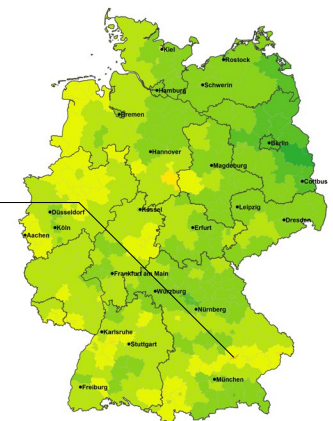 Kiel
Rostock
Schwerin
Hamburg
Bremen
Berlin
Hannover
Magdeburg
Cottbus
Leipzig
Kassel
Düsseldorf
Dresden
Köln
Erfurt
Aachen
Frankfurt am Main
Würzburg
Nürnberg
Karlsruhe
Stuttgart
München
Freiburg